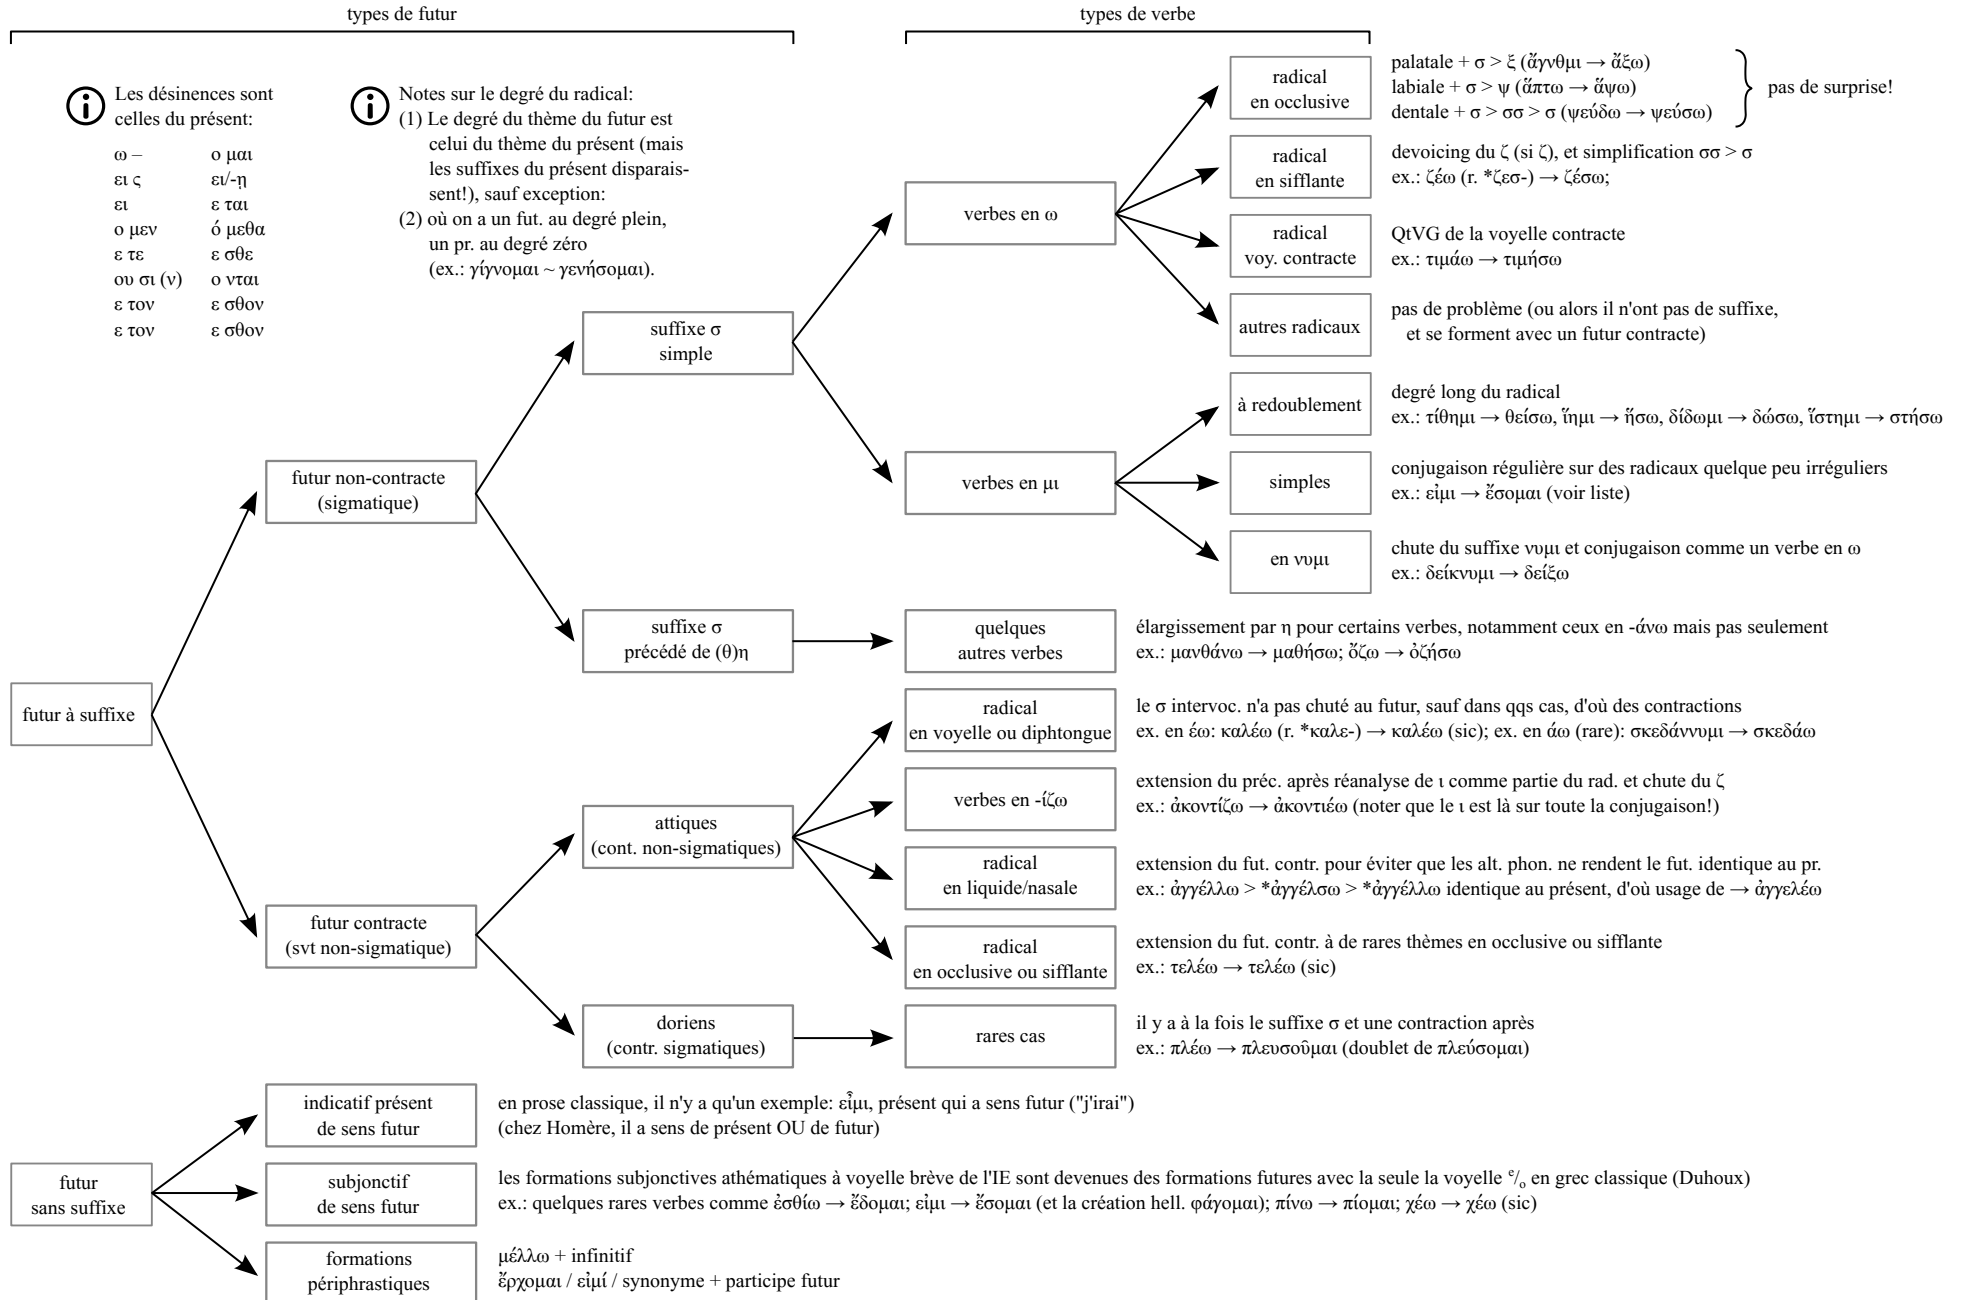 types de futur
types de verbe
Les désinences sont
celles du présent:
ω –
ο μαι
ει ς
ει/-ῃ
ει
ε ται
ο μεν
ό μεθα
ε τε
ε σθε
ου σι (ν)
ο νται
ε τον
ε σθον
ε τον
ε σθον
Notes sur le degré du radical:
(1) Le degré du thème du futur est
celui du thème du présent (mais
les suffixes du présent disparais-
sent!), sauf exception:
(2) où on a un fut. au degré plein,
un pr. au degré zéro
(ex.: γίγνομαι ~ γενήσομαι).
futur à suffixe
futur non-contracte
(sigmatique)
suffixe σ
simple
verbes en ω
radical
en occlusive
palatale + σ > ξ (ἄγνθμι → ἄξω)
labiale + σ > ψ (ἅπτω → ἅψω)
dentale + σ > σσ > σ (ψεύδω → ψεύσω)
pas de surprise!
radical
en sifflante
devoicing du ζ (si ζ), et simplification σσ > σ
ex.: ζέω (r. *ζεσ-) → ζέσω;
radical
voy. contracte
QtVG de la voyelle contracte
ex.: τιμάω → τιμήσω
autres radicaux
pas de problème (ou alors il n'ont pas de suffixe,
et se forment avec un futur contracte)
verbes en μι
à redoublement
degré long du radical
ex.: τίθημι → θείσω, ἵημι → ἥσω, δίδωμι → δώσω, ἵστημι → στήσω
simples
conjugaison régulière sur des radicaux quelque peu irréguliers
ex.: εἰμι → ἔσομαι (voir liste)
en νυμι
chute du suffixe νυμι et conjugaison comme un verbe en ω
ex.: δείκνυμι → δείξω
suffixe σ
précédé de (θ)η
quelques
autres verbes
élargissement par η pour certains verbes, notamment ceux en -άνω mais pas seulement
ex.: μανθάνω → μαθήσω; ὄζω → ὀζήσω
futur contracte
(svt non-sigmatique)
attiques
(cont. non-sigmatiques)
radical
en voyelle ou diphtongue
le σ intervoc. n'a pas chuté au futur, sauf dans qqs cas, d'où des contractions
ex. en έω: καλέω (r. *καλε-) → καλέω (sic); ex. en άω (rare): σκεδάννυμι → σκεδάω
verbes en -ίζω
extension du préc. après réanalyse de ι comme partie du rad. et chute du ζ
ex.: ἀκοντίζω → ἀκοντιέω (noter que le ι est là sur toute la conjugaison!)
radical
en liquide/nasale
extension du fut. contr. pour éviter que les alt. phon. ne rendent le fut. identique au pr.
ex.: ἀγγέλλω > *ἀγγέλσω > *ἀγγέλλω identique au présent, d'où usage de → ἀγγελέω
radical
en occlusive ou sifflante
extension du fut. contr. à de rares thèmes en occlusive ou sifflante
ex.: τελέω → τελέω (sic)
doriens
(contr. sigmatiques)
rares cas
il y a à la fois le suffixe σ et une contraction après
ex.: πλέω → πλευσοῦμαι (doublet de πλεύσομαι)
futur
sans suffixe
indicatif présent
de sens futur
en prose classique, il n'y a qu'un exemple: εἶμι, présent qui a sens futur ("j'irai")
(chez Homère, il a sens de présent OU de futur)
subjonctif
de sens futur
les formations subjonctives athématiques à voyelle brève de l'IE sont devenues des formations futures avec la seule la voyelle e/o en grec classique (Duhoux)
ex.: quelques rares verbes comme ἐσθίω → ἔδομαι; εἰμι → ἔσομαι (et la création hell. φάγομαι); πίνω → πίομαι; χέω → χέω (sic)
formations
périphrastiques
μέλλω + infinitif
ἔρχομαι / εἰμί / synonyme + participe futur